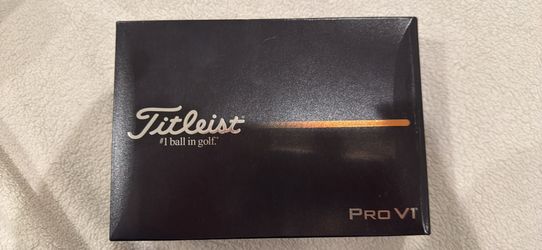 Titleist
#1 ball in golf.
PRO V1